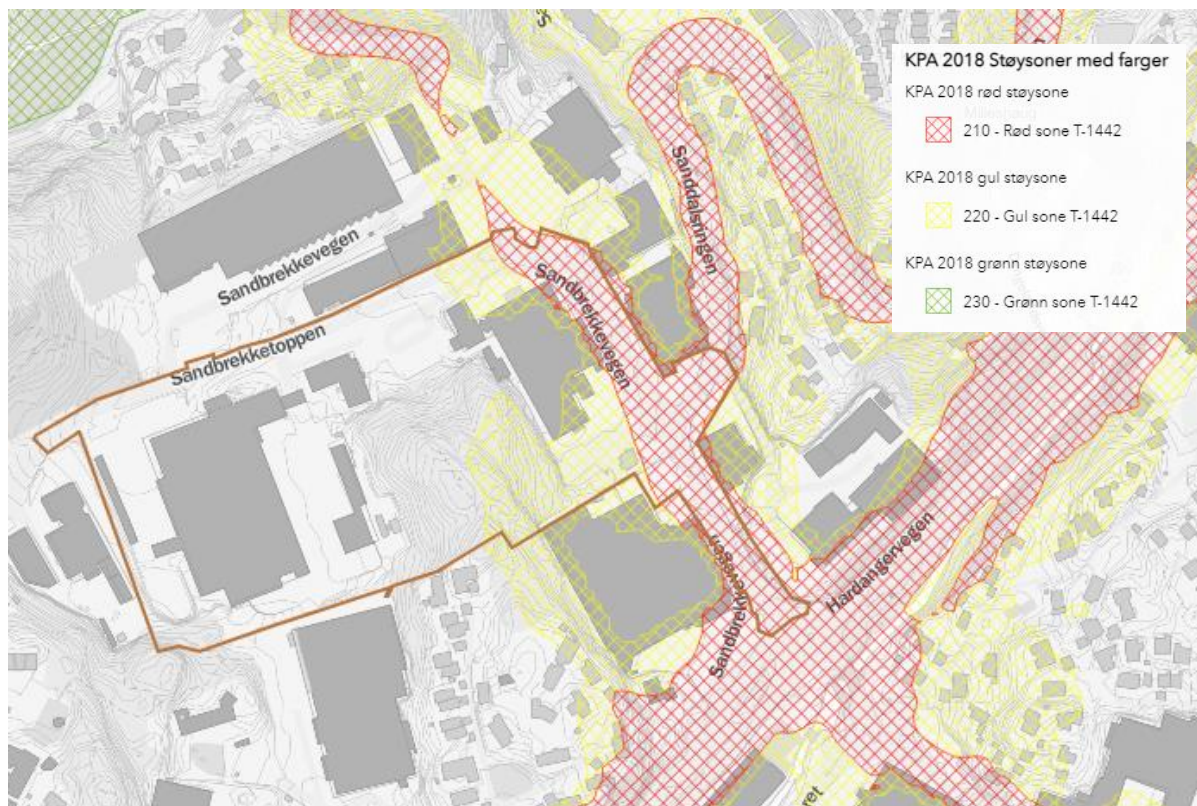 KPA 2018 Støysoner med farger
KPA 2018 rød støysone
210 - Rød sone T-1442
KPA 2018 gul støysone
220 - Gul sone T-1442
KPA 2018 grønn støysone
230 - Grønn sone T-1442
Sanddalsringen
Sandbrekkevegen
Sandbrekkevegen
Sandbrekketoppen
Sandbrekkevegen
Hardangervegen